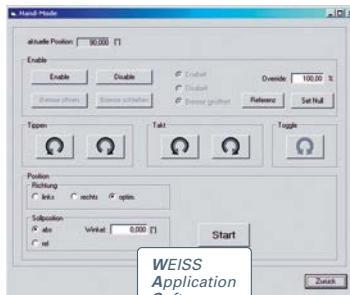 Hand-Mode
aktuelle Position: 90,000 [°]
Enable
Enable Disable Enabelt Override: 100,00 %
Disabelt
Bremse öffnen Bremse schließen Bremse geöffnet Referenz Set Null
Tippen Takt Toggle
Position
Richtung
links rechts optim.
Sollposition
abs Winkel: 0,000 [°]
rel
Start
WEISS
Application
Zurück